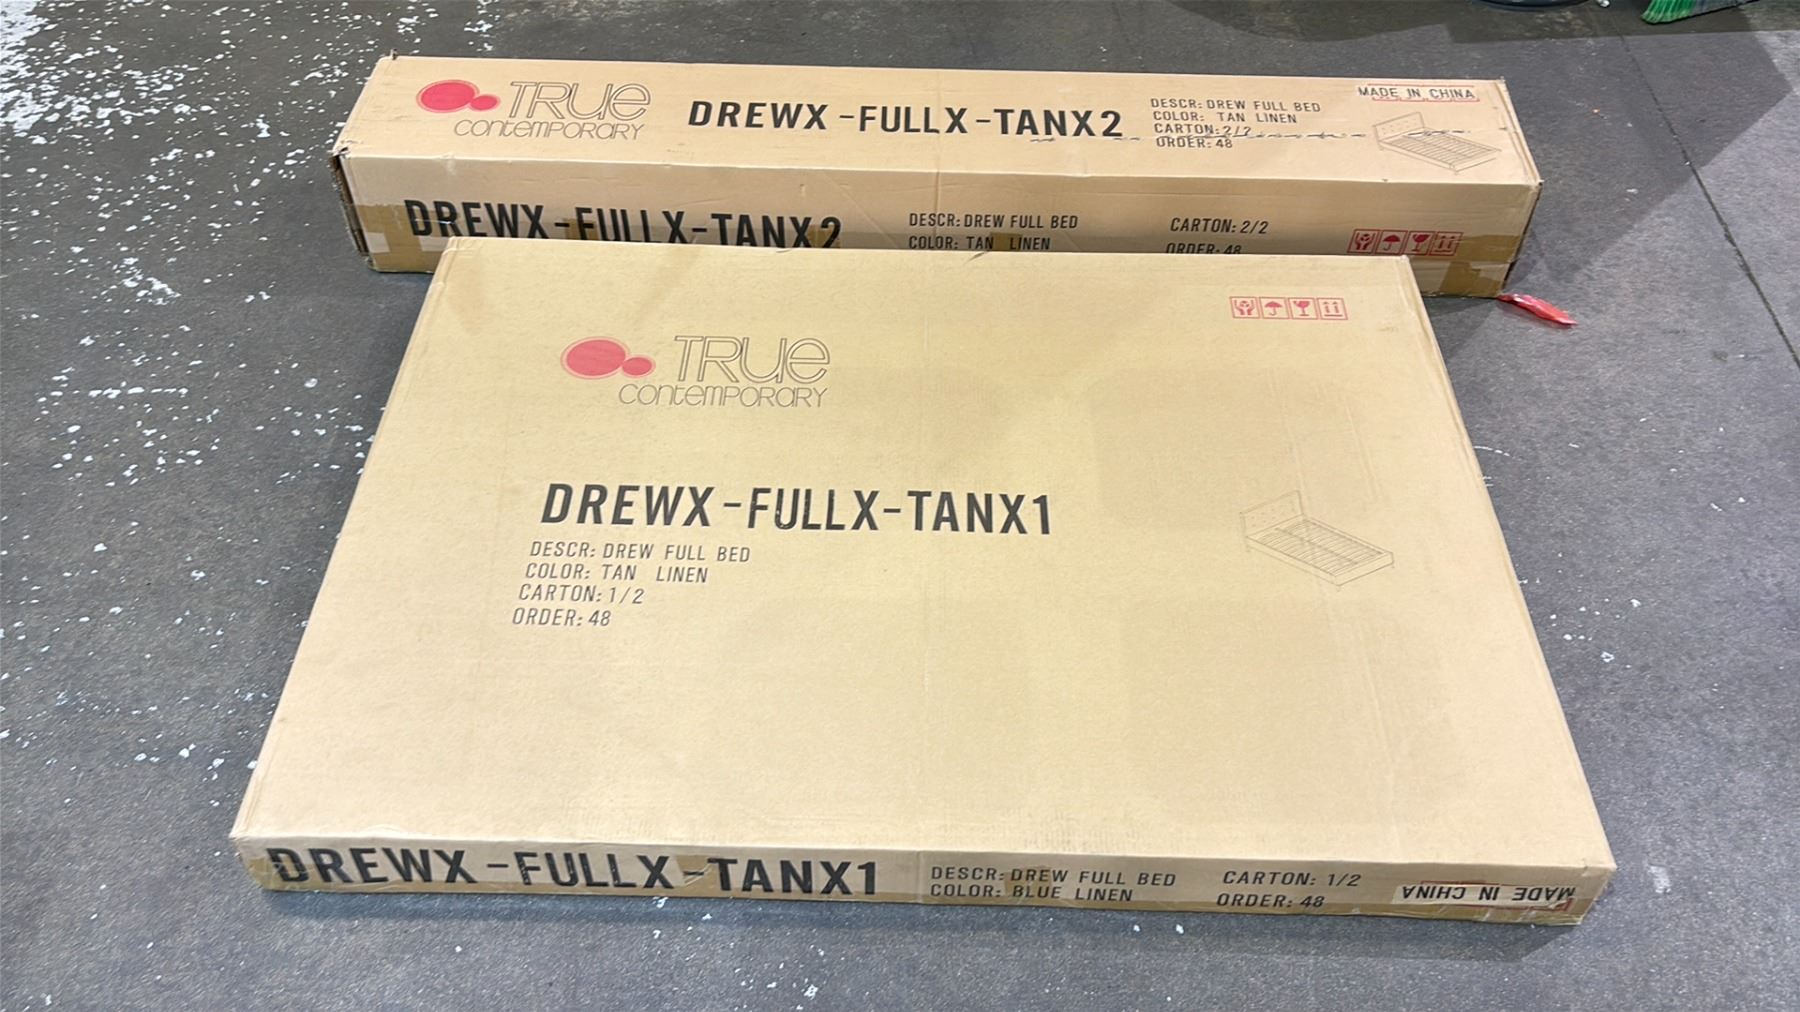 TRUe
contemporary
DREWX-FULLX-TANX2
DESCR: DREW FULL BED
COLOR: TAN LINEN
CARTON: 2/2
ORDER: 48
MADE IN CHINA
DREWX-FULLX-TANX2
DESCR: DREW FULL BED
COLOR: TAN LINEN
CARTON: 2/2
ORDER: 48
TRUe
contemporary
DREWX-FULLX-TANX1
DESCR: DREW FULL BED
COLOR: TAN LINEN
CARTON: 1/2
ORDER: 48
DREWX-FULLX-TANX1
DESCR: DREW FULL BED
COLOR: BLUE LINEN
CARTON: 1/2
ORDER: 48
MADE IN CHINA